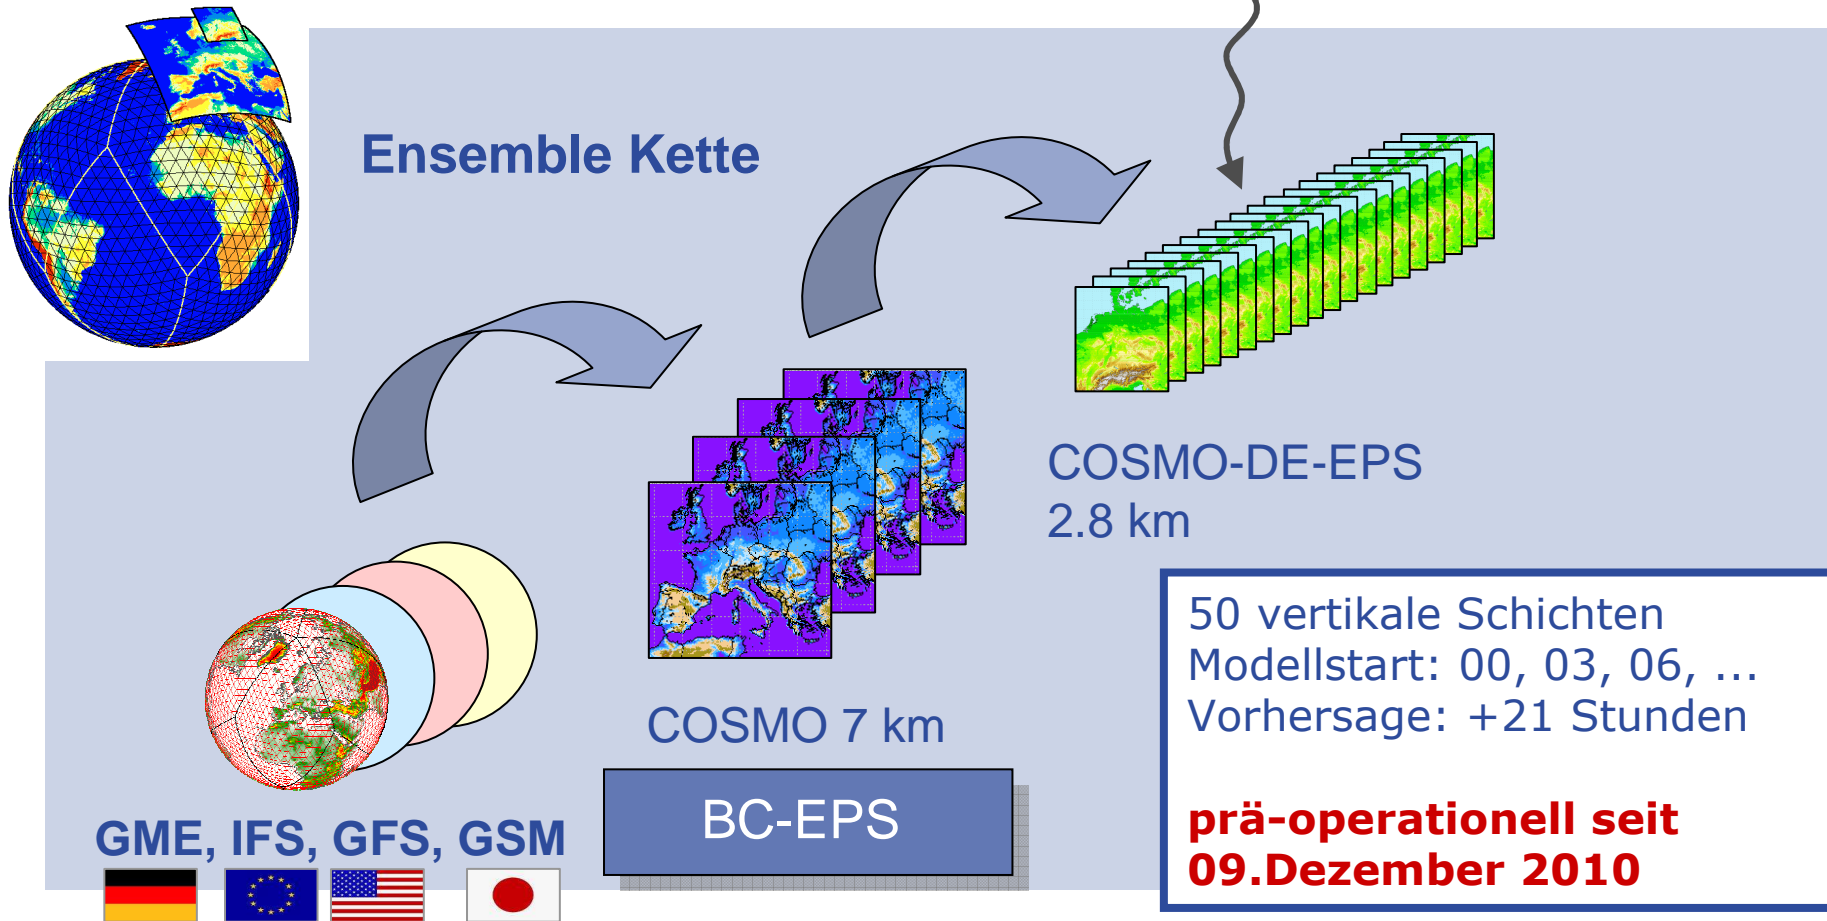 Ensemble Kette
COSMO-DE-EPS
2.8 km
COSMO 7 km
BC-EPS
GME, IFS, GFS, GSM
50 vertikale Schichten
Modellstart: 00, 03, 06, ...
Vorhersage: +21 Stunden
prä-operationell seit
09.Dezember 2010